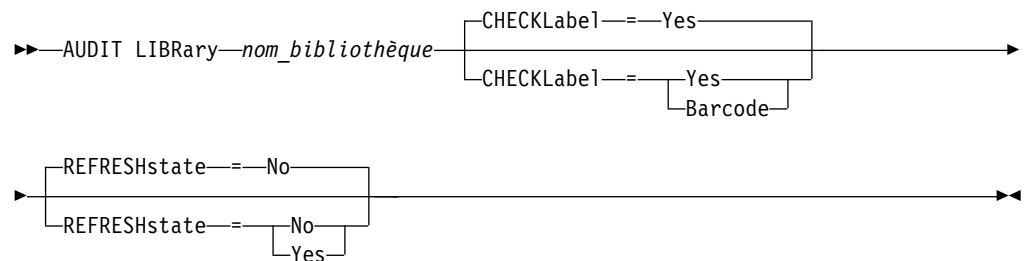 CHECKLabel = Yes
AUDIT LIBRary nom_bibliothèque
CHECKLabel = Yes
Barcode
REFRESHstate = No
REFRESHstate = No
Yes